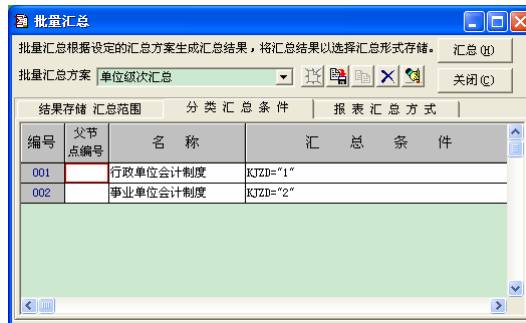 批量汇总
批量汇总根据设定的汇总方案生成汇总结果，将汇总结果以选择汇总形式存储。 汇总(H)
批量汇总方案 单位级次汇总 关闭(C)
结果存储 汇总范围 分类汇总条件 报表汇总方式
编号 父节点编号 名称 汇总条件
001 行政单位会计制度 KJZD="1"
002 事业单位会计制度 KJZD="2"